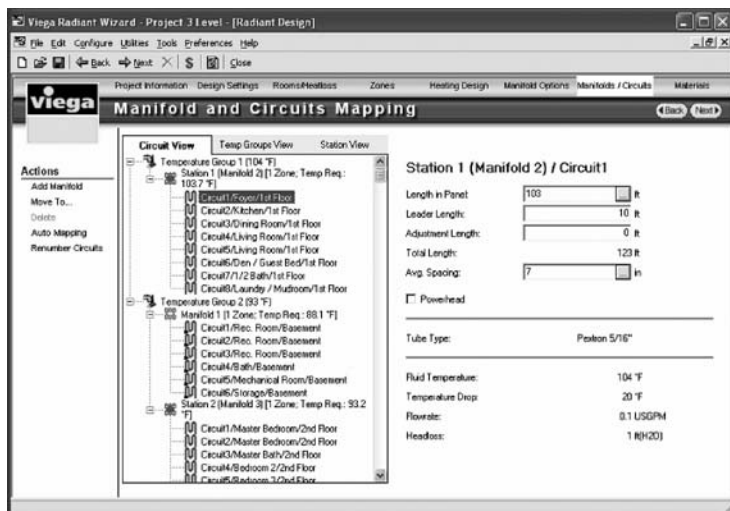 Viega Radiant Wizard - Project 3 Level - [Radiant Design]
File Edit Configure Utilities Tools Preferences Help
Back Next $ Close
Project Information Design Settings Rooms/Heatloss Zones Heating Design Manifold Options Manifolds / Circuits Materials
viega
Manifold and Circuits Mapping
Back Next
Circuit View Temp Groups View Station View
Actions
Add Manifold
Move To...
Delete
Auto Mapping
Renumber Circuits
Temperature Group 1 (104 °F)
Station 1 (Manifold 2) [1 Zone; Temp Req.:
103.7 °F]
Circuit1/Foyer/1st Floor
Circuit2/Kitchen/1st Floor
Circuit3/Dining Room/1st Floor
Circuit4/Living Room/1st Floor
Circuit5/Living Room/1st Floor
Circuit6/Den / Guest Bed/1st Floor
Circuit7/1/2 Bath/1st Floor
Circuit8/Laundry / Mudroom/1st Floor
Temperature Group 2 (93 °F)
Manifold 1 [1 Zone; Temp Req.: 88.1 °F]
Circuit1/Rec. Room/Basement
Circuit2/Rec. Room/Basement
Circuit3/Rec. Room/Basement
Circuit4/Bath/Basement
Circuit5/Mechanical Room/Basement
Circuit6/Storage/Basement
Station 2 (Manifold 3) [1 Zone; Temp Req.: 93.2
°F]
Circuit1/Master Bedroom/2nd Floor
Circuit2/Master Bedroom/2nd Floor
Circuit3/Master Bath/2nd Floor
Circuit4/Bedroom 2/2nd Floor
Circuit5/Bedroom 3/2nd Floor
Station 1 (Manifold 2) / Circuit1
Length in Panel: 103 ... ft
Leader Length: 10 ft
Adjustment Length: 0 ft
Total Length: 123 ft
Avg. Spacing: 7 ... in
Powerhead
Tube Type: Pextron 5/16"
Fluid Temperature: 104 °F
Temperature Drop: 20 °F
Flowrate: 0.1 USGPM
Headloss: 1 ft(H2O)